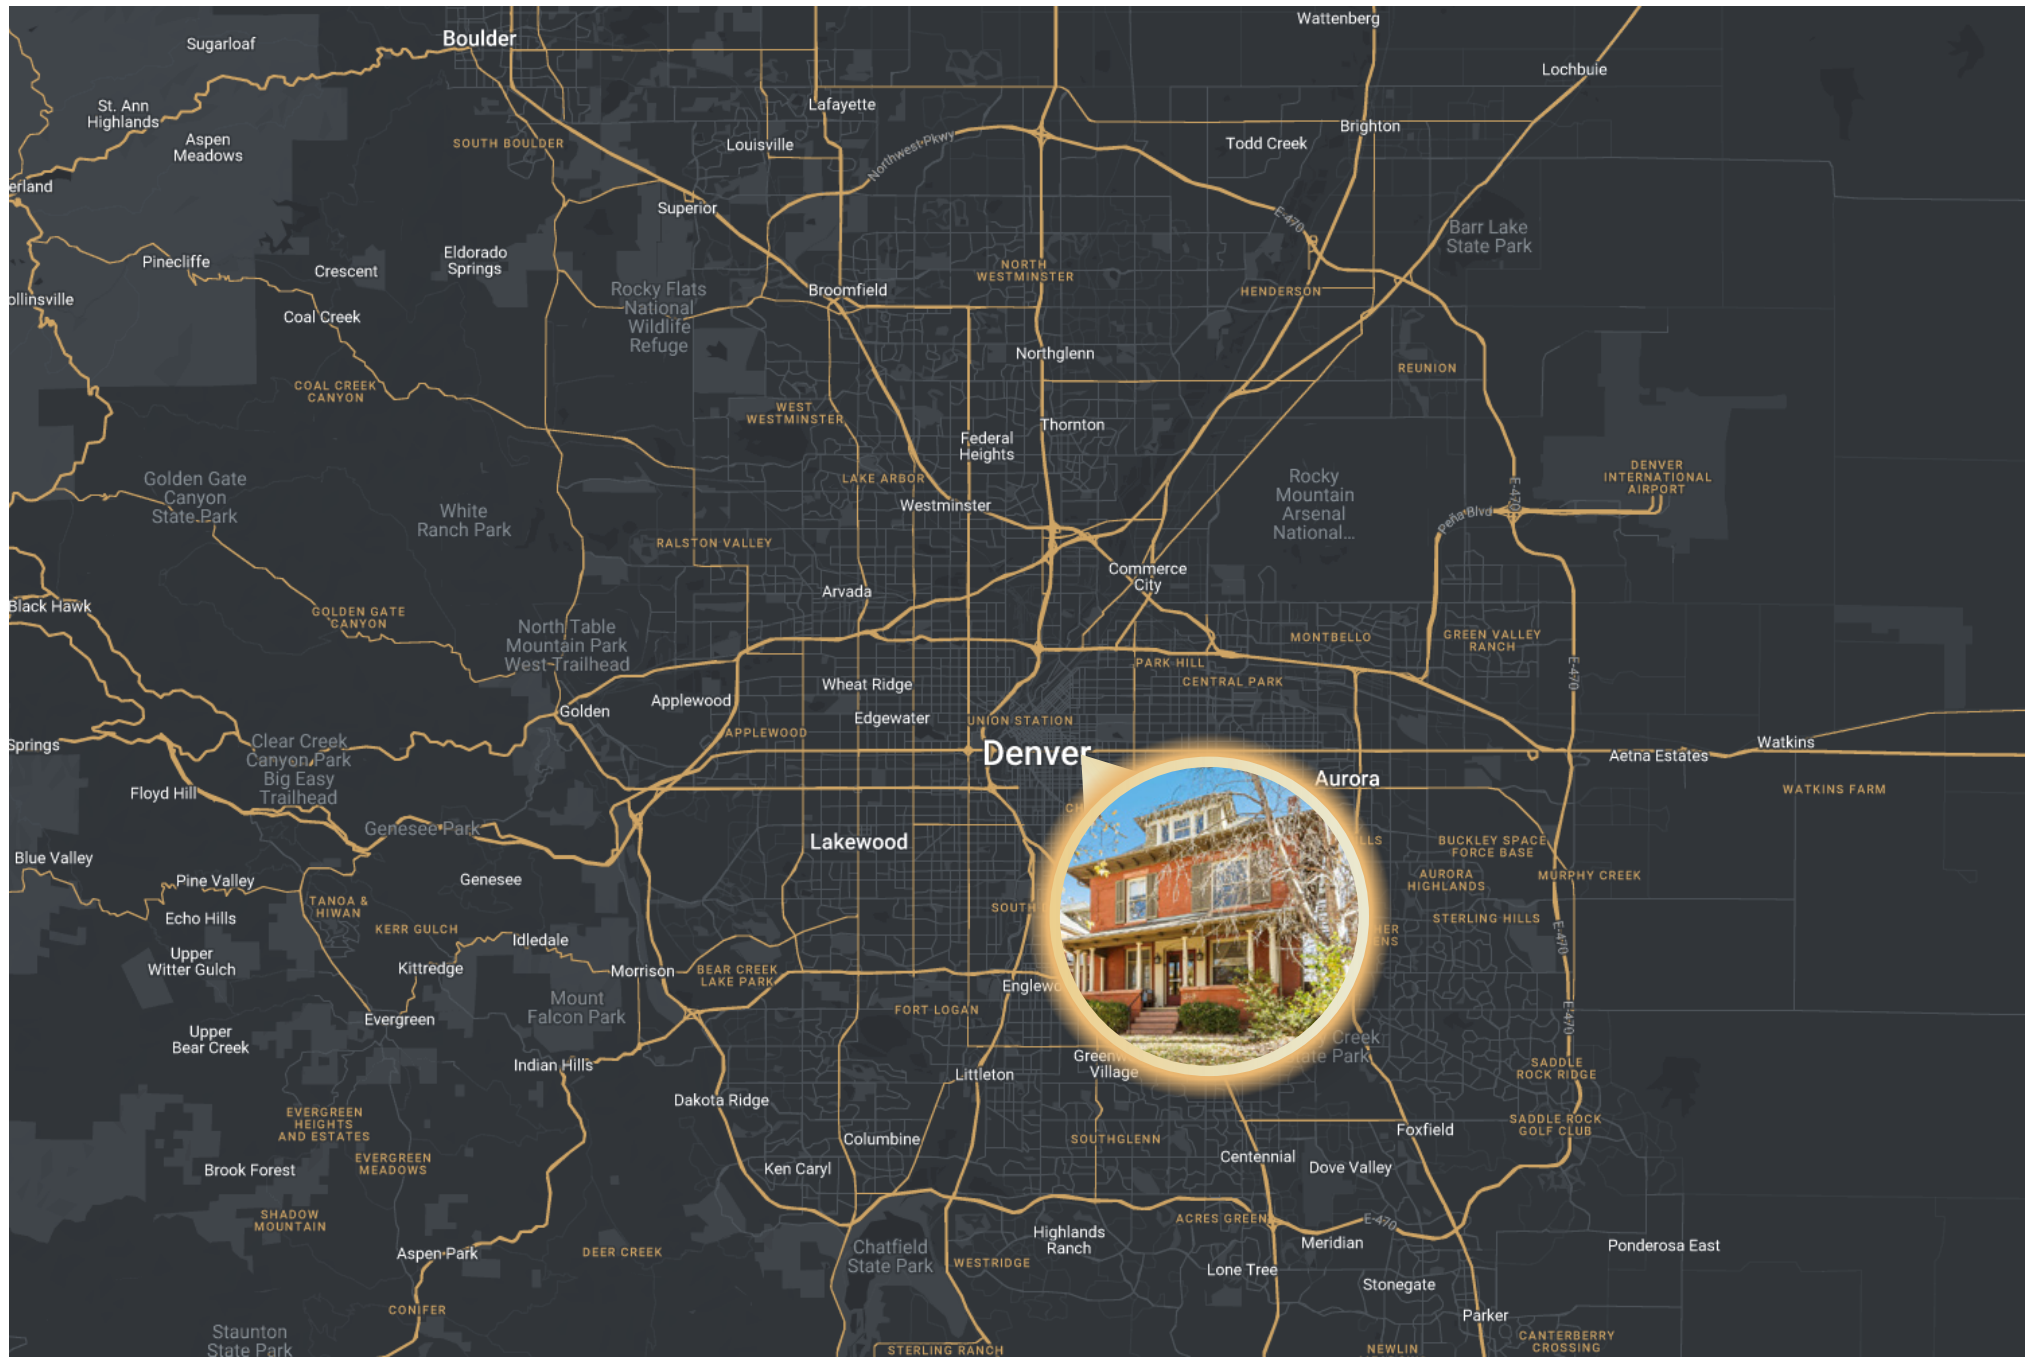 Wattenberg
Boulder
Sugarloaf
Lochbuie
St. Ann
Highlands
Lafayette
Brighton
Aspen
Meadows
SOUTH BOULDER
Louisville
Northwest Pkwy
Todd Creek
erland
Superior
E-470
Barr Lake
State Park
Pinecliffe
Crescent
Eldorado
Springs
NORTH
WESTMINSTER
Rocky Flats
National
Wildlife
Refuge
Broomfield
HENDERSON
ollinsville
Coal Creek
Northglenn
REUNION
COAL CREEK
CANYON
WEST
WESTMINSTER
Thornton
Federal
Heights
Golden Gate
Canyon
State Park
LAKE ARBOR
Rocky
Mountain
Arsenal
National...
DENVER
INTERNATIONAL
AIRPORT
E-470
White
Ranch Park
Westminster
Peña Blvd
RALSTON VALLEY
Commerce
City
Arvada
Black Hawk
GOLDEN GATE
CANYON
North Table
Mountain Park
West Trailhead
MONTBELLO
GREEN VALLEY
RANCH
PARK HILL
E-470
Wheat Ridge
CENTRAL PARK
Applewood
Golden
Edgewater
UNION STATION
APPLEWOOD
Springs
Clear Creek
Canyon Park
Big Easy
Trailhead
Denver
Aetna Estates
Watkins
Aurora
Floyd Hill
WATKINS FARM
CH
Genesee Park
Lakewood
LLS
BUCKLEY SPACE
FORCE BASE
Blue Valley
Pine Valley
Genesee
AURORA
HIGHLANDS
MURPHY CREEK
TANOA &
HIWAN
SOUTH
Echo Hills
KERR GULCH
STERLING HILLS
HER
ENS
E-470
Idledale
Upper
Witter Gulch
Kittredge
Morrison
BEAR CREEK
LAKE PARK
Englewo
Mount
Falcon Park
FORT LOGAN
Evergreen
E-470
Upper
Bear Creek
Creek
ate Park
Indian Hills
Greenw
Village
Littleton
SADDLE
ROCK RIDGE
Dakota Ridge
EVERGREEN
HEIGHTS
AND ESTATES
SADDLE ROCK
GOLF CLUB
Columbine
SOUTHGLENN
Foxfield
EVERGREEN
MEADOWS
Brook Forest
Ken Caryl
Centennial
Dove Valley
SHADOW
MOUNTAIN
ACRES GREEN
E-470
Highlands
Ranch
Meridian
Ponderosa East
Aspen Park
DEER CREEK
Chatfield
State Park
WESTRIDGE
Lone Tree
Stonegate
CONIFER
Parker
Staunton
State Park
STERLING RANCH
NEWLIN
CANTERBERRY
CROSSING